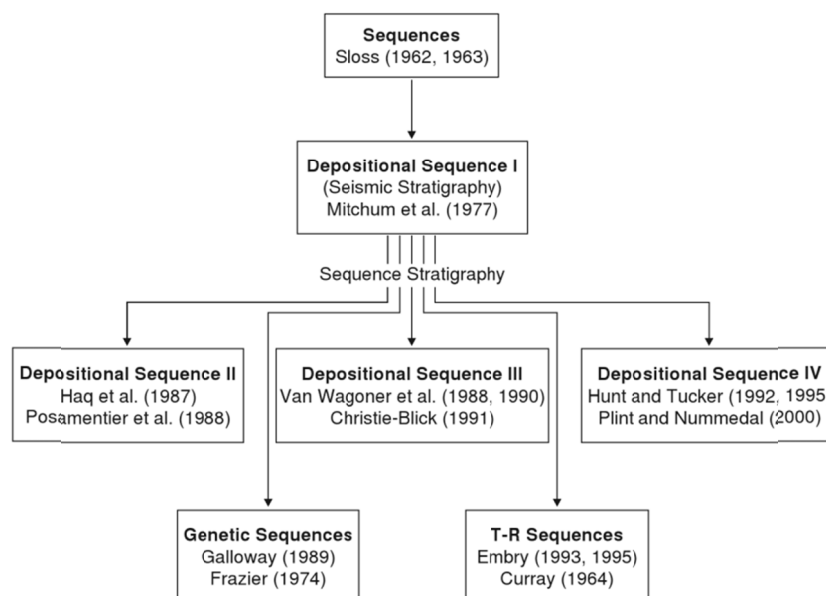 Sequences
Sloss (1962, 1963)
Depositional Sequence I
(Seismic Stratigraphy)
Mitchum et al. (1977)
Sequence Stratigraphy
Depositional Sequence II
Haq et al. (1987)
Posamentier et al. (1988)
Depositional Sequence III
Van Wagoner et al. (1988, 1990)
Christie-Blick (1991)
Depositional Sequence IV
Hunt and Tucker (1992, 1995)
Plint and Nummedal (2000)
Genetic Sequences
Galloway (1989)
Frazier (1974)
T-R Sequences
Embry (1993, 1995)
Curray (1964)